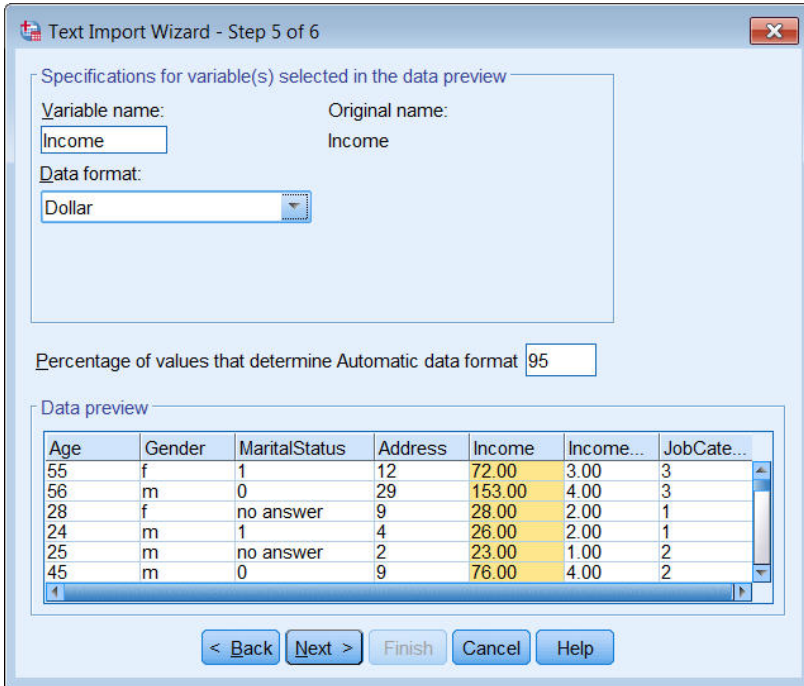 Text Import Wizard - Step 5 of 6
Specifications for variable(s) selected in the data preview
Variable name: Original name:
Income Income
Data format:
Dollar
Percentage of values that determine Automatic data format 95
Data preview
Age Gender MaritalStatus Address Income Income... JobCate...
55 f 1 12 72.00 3.00 3
56 m 0 29 153.00 4.00 3
28 f no answer 9 28.00 2.00 1
24 m 1 4 26.00 2.00 1
25 m no answer 2 23.00 1.00 2
45 m 0 9 76.00 4.00 2
< Back Next > Finish Cancel Help